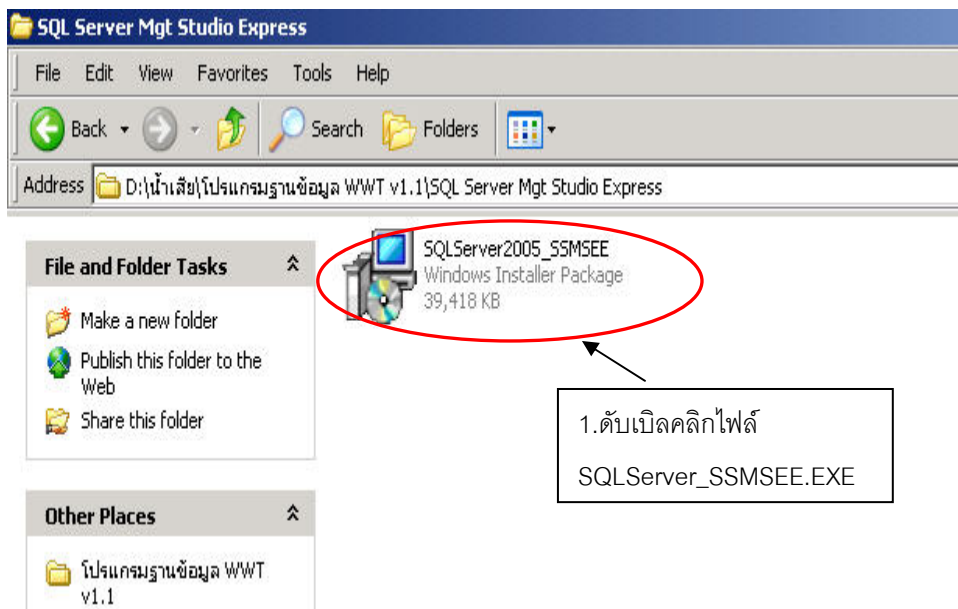 SQL Server Mgt Studio Express
File Edit View Favorites Tools Help
Back Search Folders
Address D:\น้ำเสีย\โปรแกรมฐานข้อมูล WWT v1.1\SQL Server Mgt Studio Express
File and Folder Tasks
Make a new folder
Publish this folder to the
Web
Share this folder
Other Places
โปรแกรมฐานข้อมูล WWT
v1.1
SQLServer2005_SSMSEE
Windows Installer Package
39,418 KB
1.ดับเบิลคลิกไฟล์
SQLServer_SSMSEE.EXE